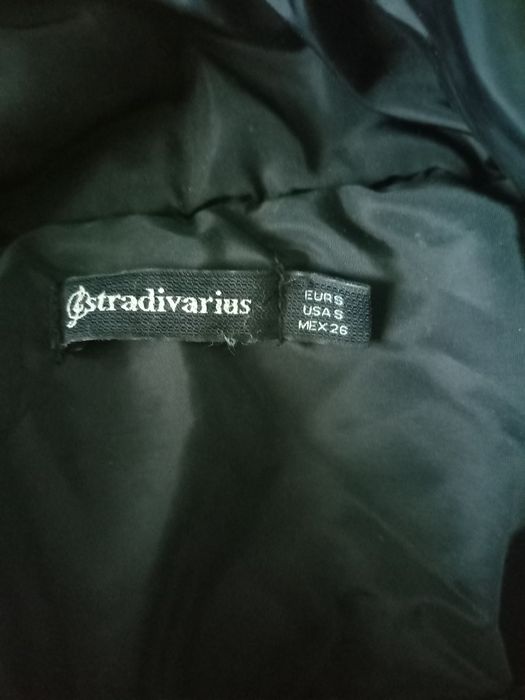 stradivarius
EUR S
USA S
MEX 26